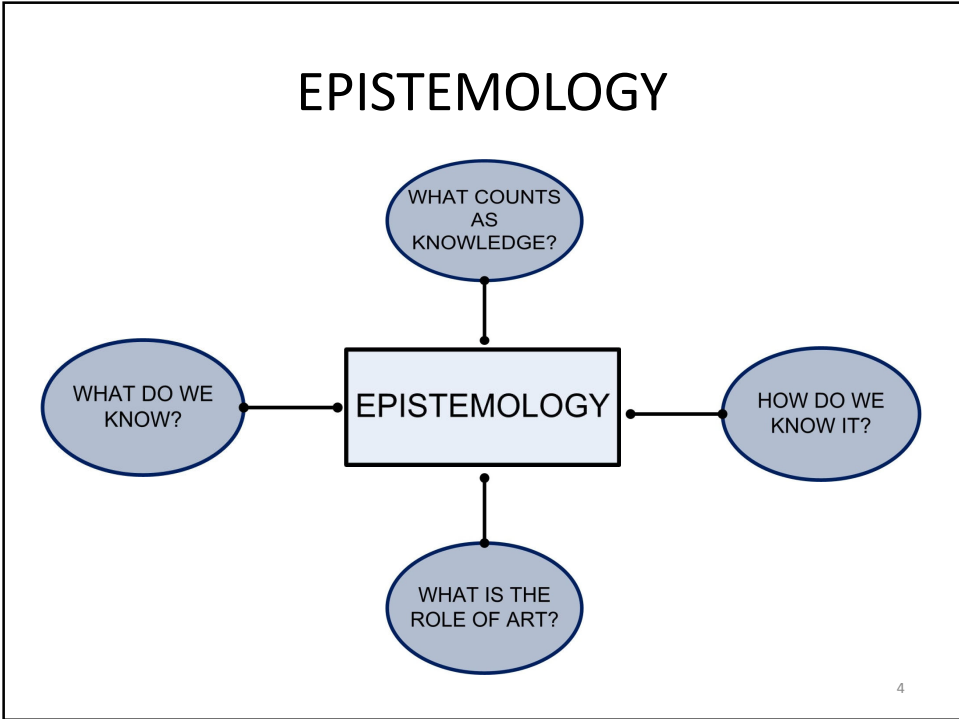 EPISTEMOLOGY
WHAT COUNTS
AS
KNOWLEDGE?
WHAT DO WE
KNOW?
EPISTEMOLOGY
HOW DO WE
KNOW IT?
WHAT IS THE
ROLE OF ART?
4